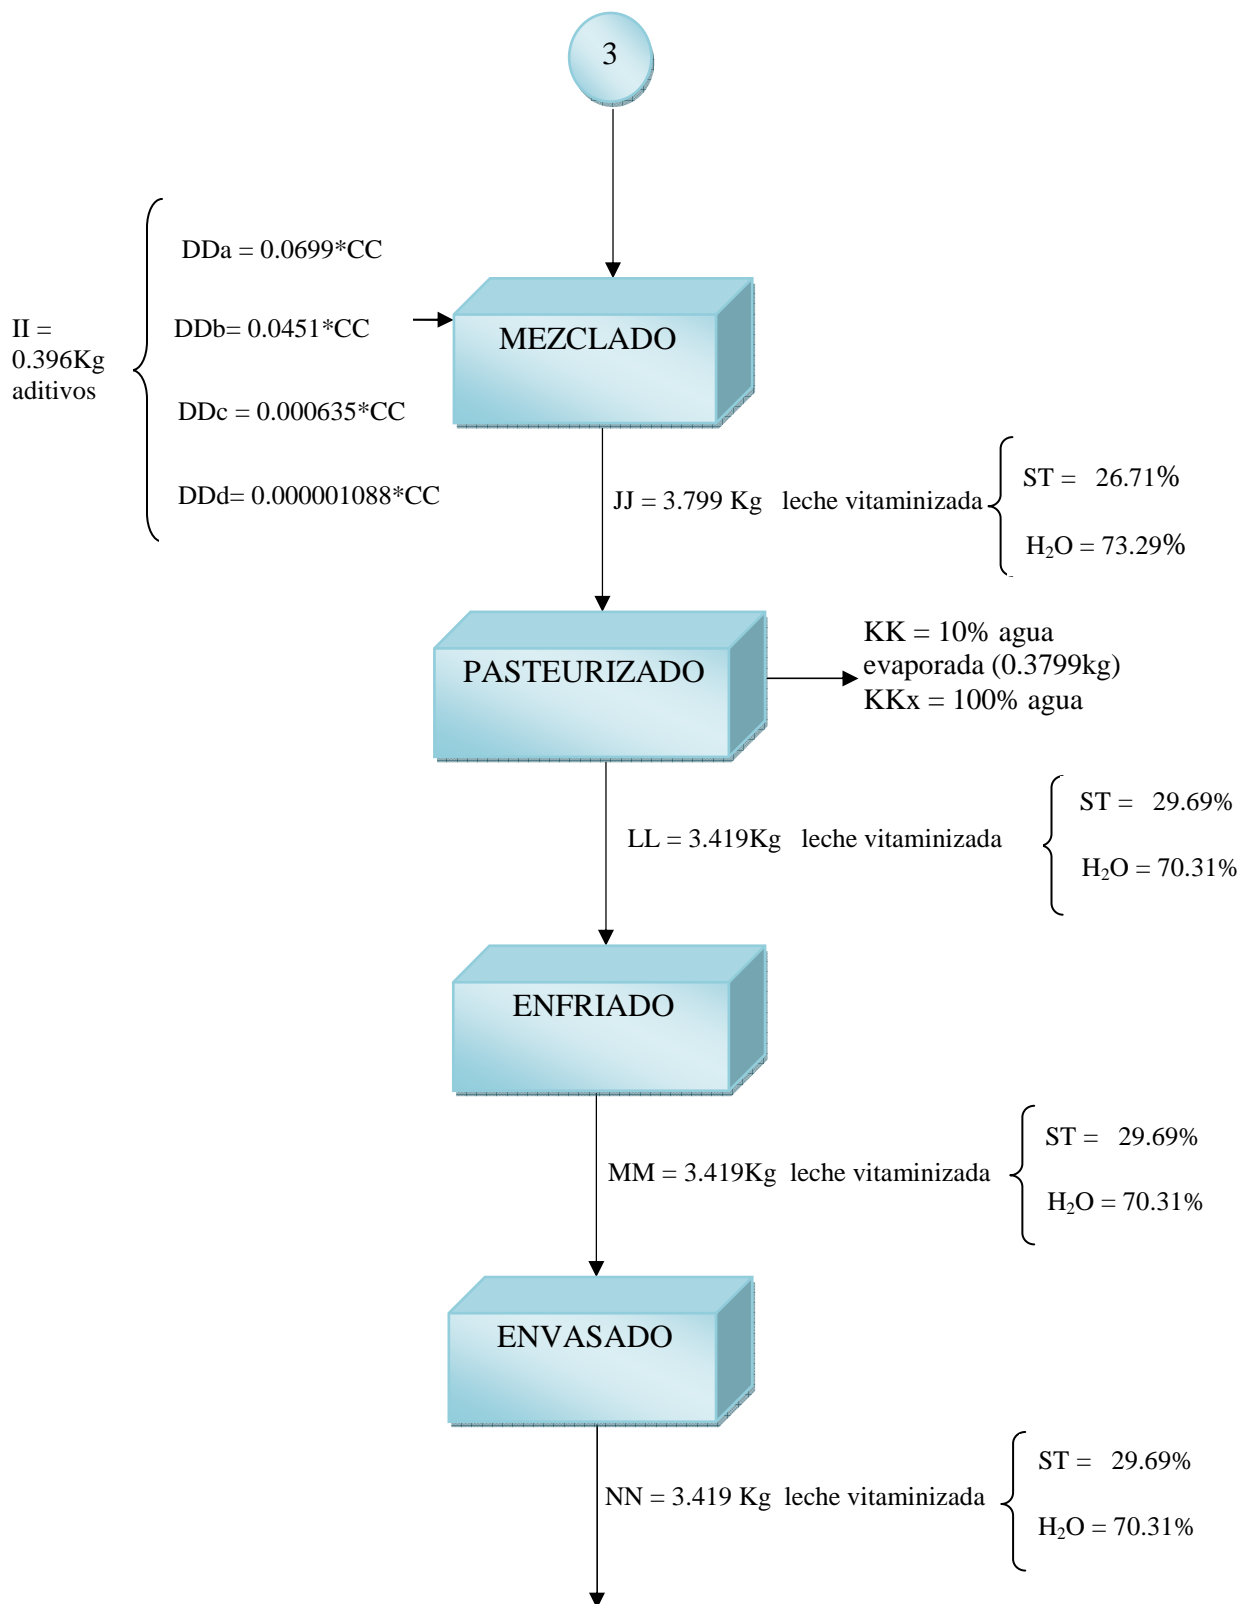 3
DDa = 0.0699*CC
II =
0.396Kg
aditivos
DDb= 0.0451*CC
DDc = 0.000635*CC
DDd= 0.000001088*CC
MEZCLADO
JJ = 3.799 Kg leche vitaminizada
ST = 26.71%
H₂O = 73.29%
PASTEURIZADO
KK = 10% agua
evaporada (0.3799kg)
KKx = 100% agua
LL = 3.419Kg leche vitaminizada
ST = 29.69%
H₂O = 70.31%
ENFRIADO
MM = 3.419Kg leche vitaminizada
ST = 29.69%
H₂O = 70.31%
ENVASADO
NN = 3.419 Kg leche vitaminizada
ST = 29.69%
H₂O = 70.31%